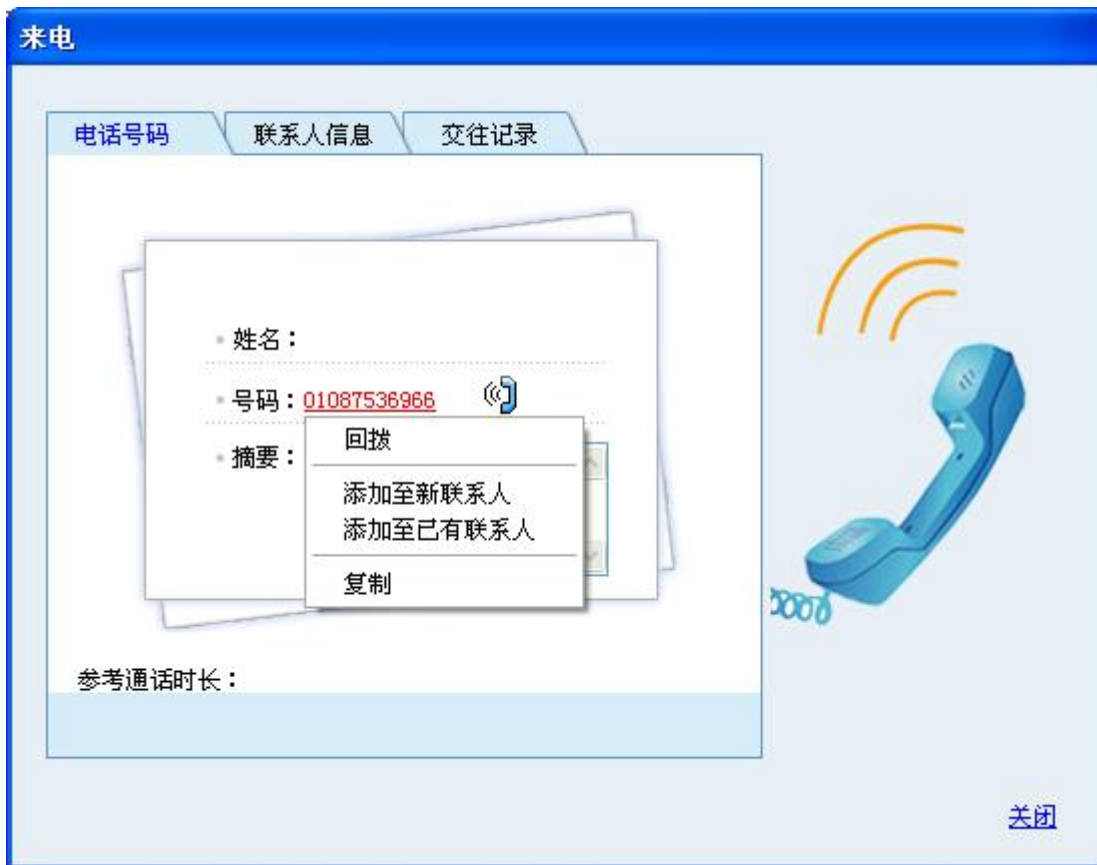 来电
电话号码 联系人信息 交往记录
姓名：
号码：01087536966
回拨
摘要：
添加至新联系人
添加至已有联系人
复制
参考通话时长：
关闭